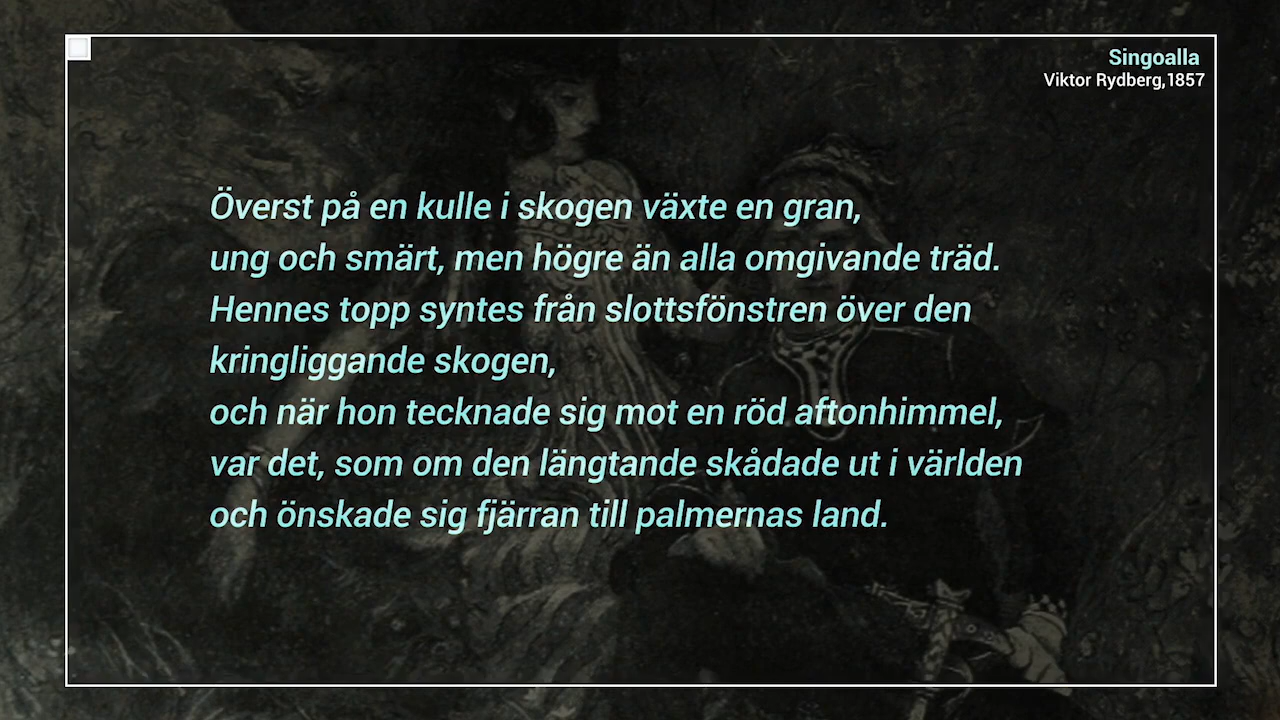 Singoalla
Viktor Rydberg,1857
Överst på en kulle i skogen växte en gran,
ung och smärt, men högre än alla omgivande träd.
Hennes topp syntes från slottsfönstren över den
kringliggande skogen,
och när hon tecknade sig mot en röd aftonhimmel,
var det, som om den längtande skådade ut i världen
och önskade sig fjärran till palmernas land.